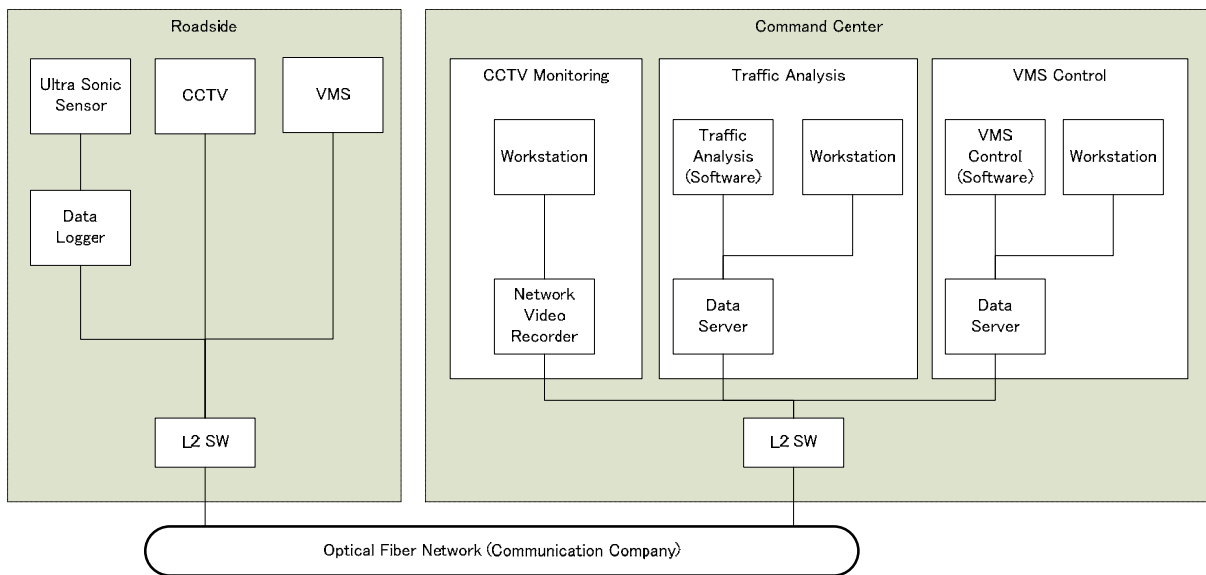 Roadside
Ultra Sonic
Sensor
CCTV
VMS
Data
Logger
L2 SW
Command Center
CCTV Monitoring
Workstation
Network
Video
Recorder
Traffic Analysis
Traffic
Analysis
(Software)
Workstation
Data
Server
VMS Control
VMS
Control
(Software)
Workstation
Data
Server
L2 SW
Optical Fiber Network (Communication Company)